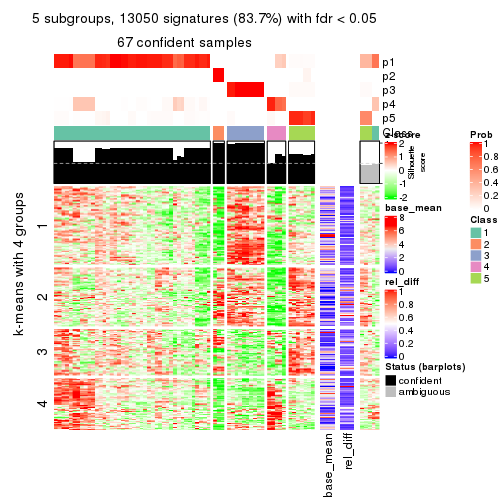 5 subgroups, 13050 signatures (83.7%) with fdr < 0.05
67 confident samples
p1
p2
p3
p4
p5
Class
Silhouette
score
k-means with 4 groups
1
2
3
4
base_mean
rel_diff
z-score
2
1
0
-1
-2
base_mean
8
6
4
2
0
rel_diff
1
0.8
0.6
0.4
0.2
0
Status (barplots)
confident
ambiguous
Prob
1
0.8
0.6
0.4
0.2
0
Class
1
2
3
4
5